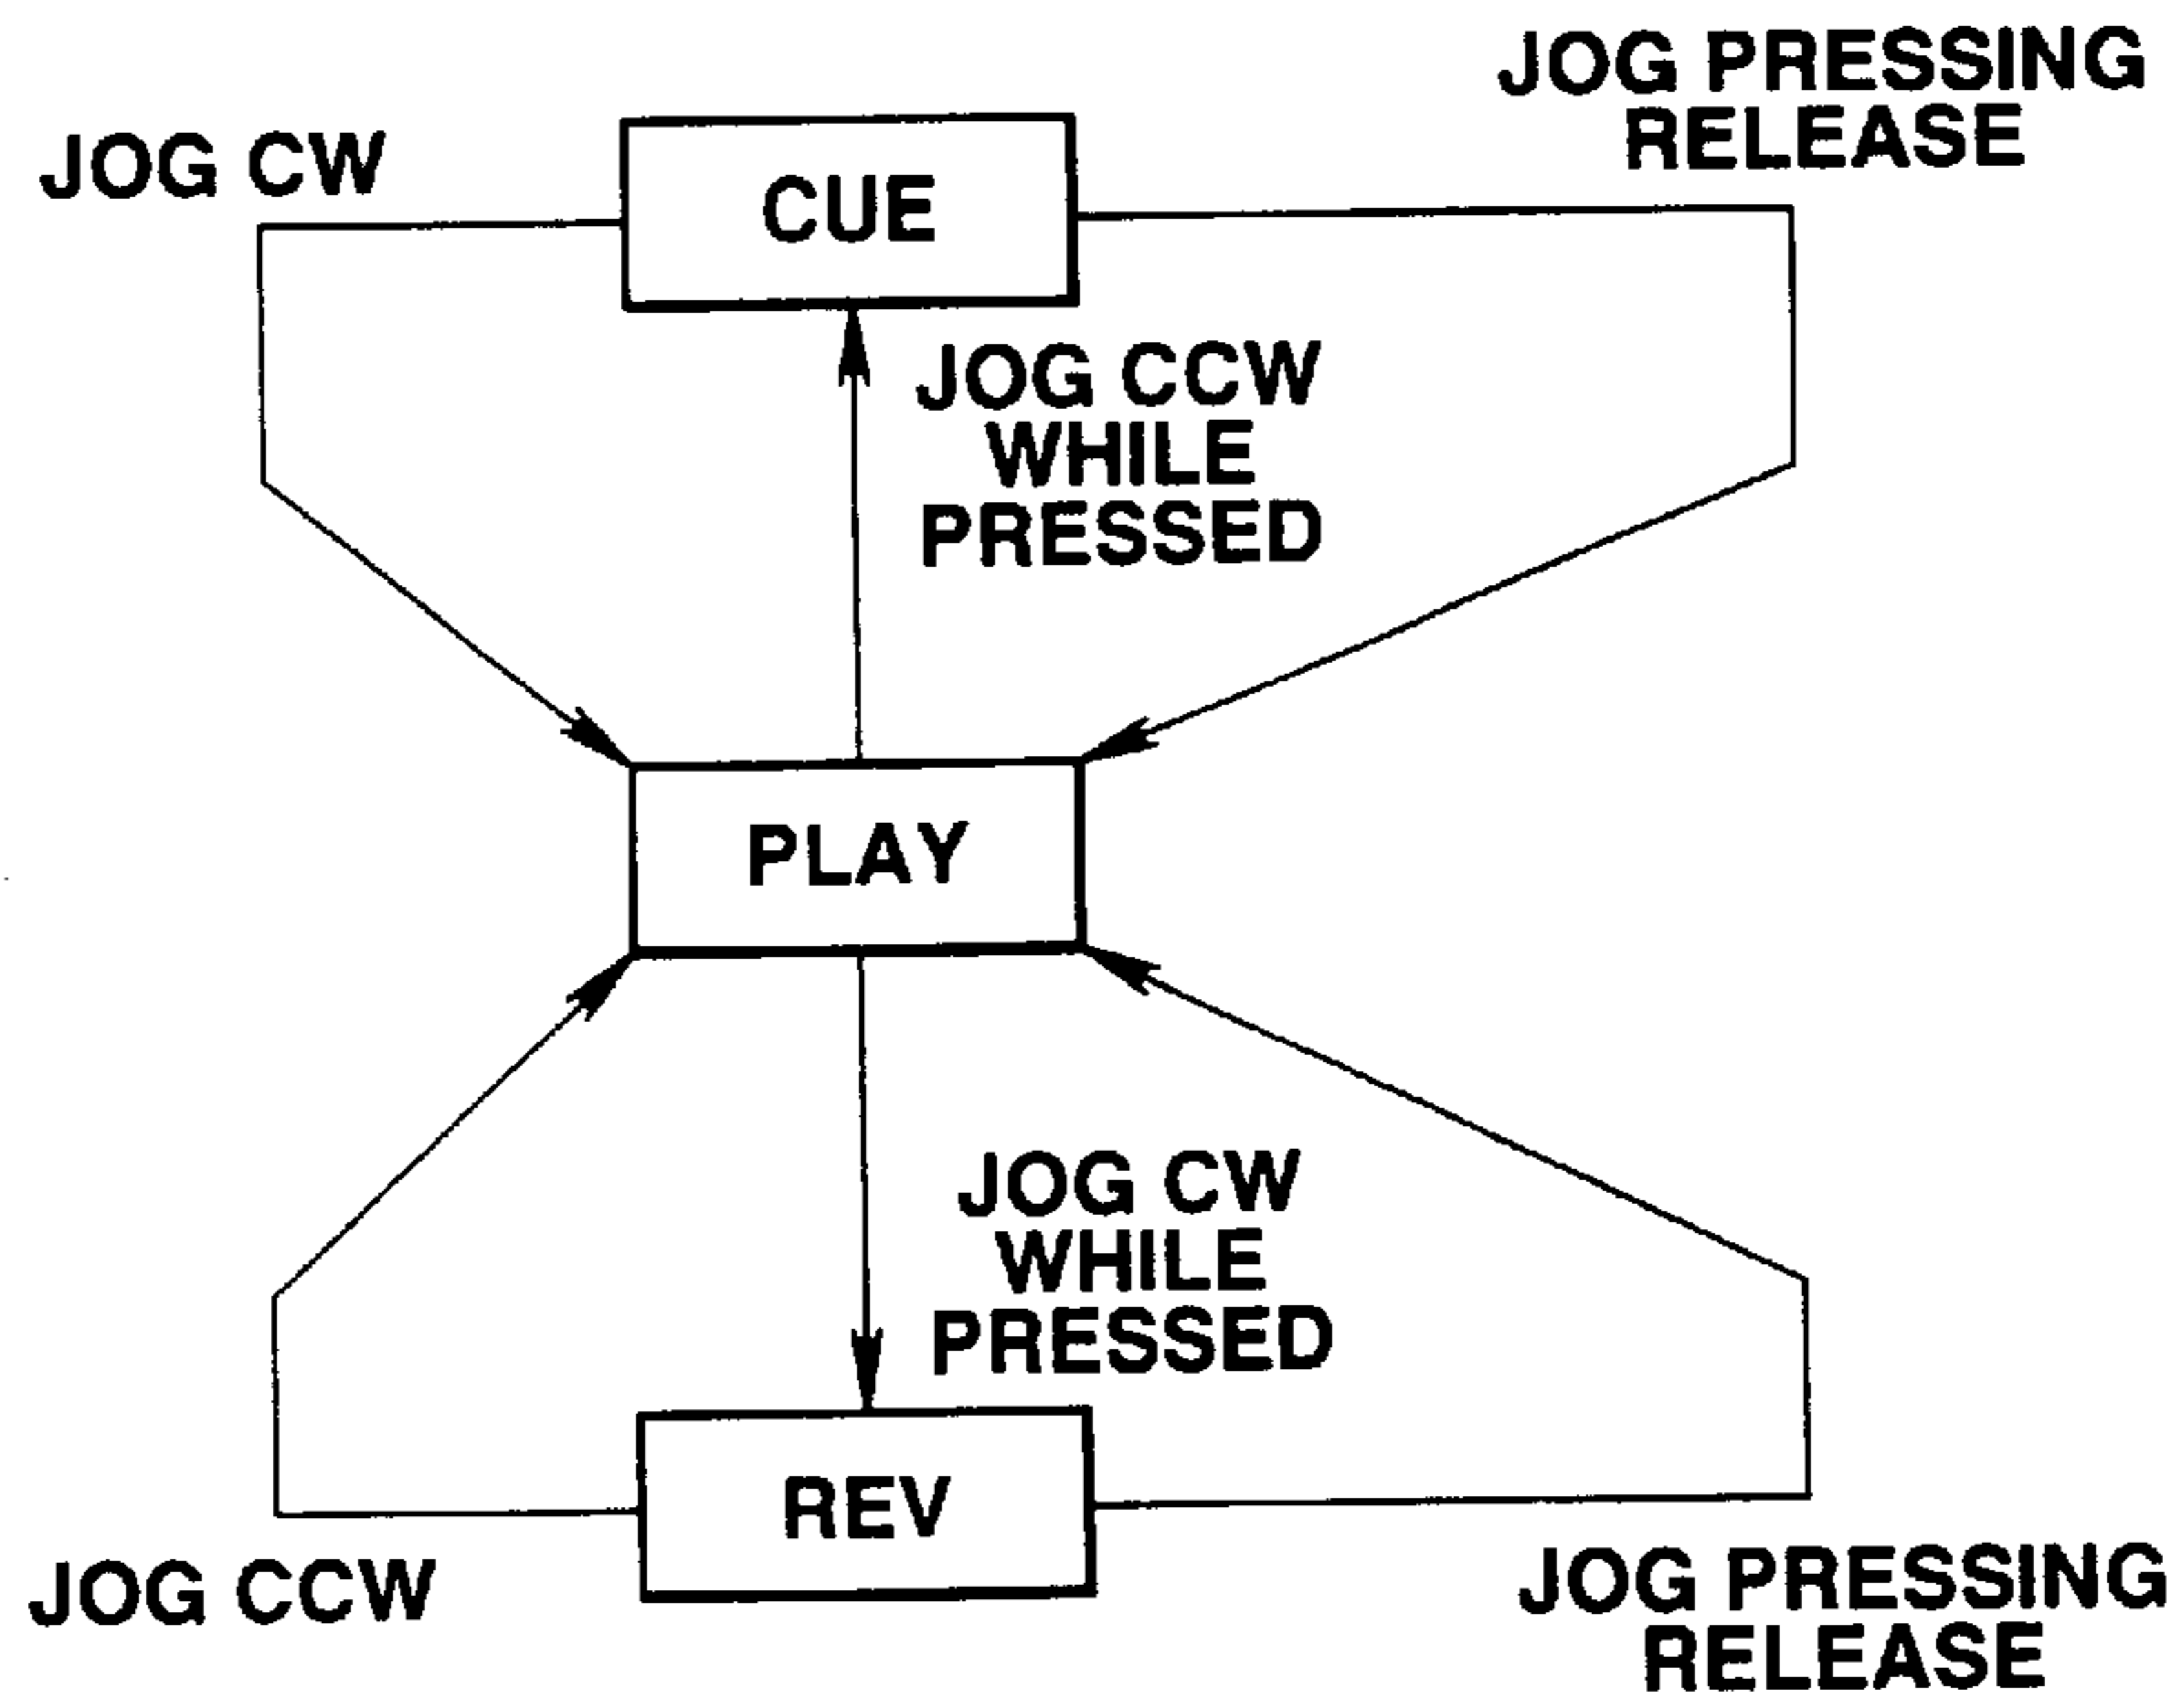 JOG PRESSING
RELEASE
JOG CW
CUE
JOG CCW
WHILE
PRESSED
PLAY
JOG CW
WHILE
PRESSED
REV
JOG CCW
JOG PRESSING
RELEASE